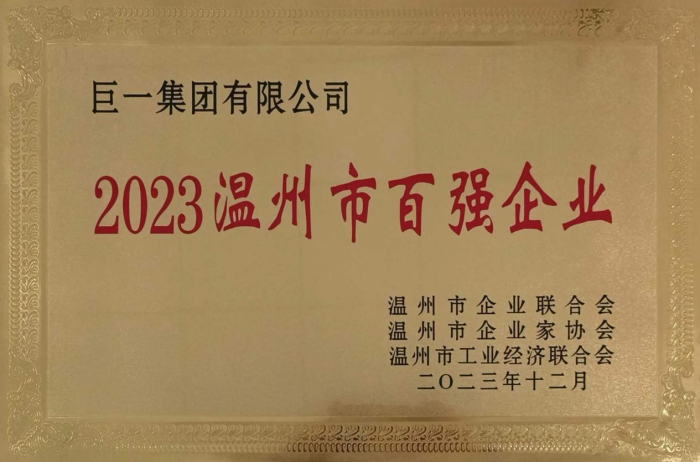 巨一集团有限公司
2023温州市百强企业
温州市企业联合会
温州市企业家协会
温州市工业经济联合会
二〇二三年十二月